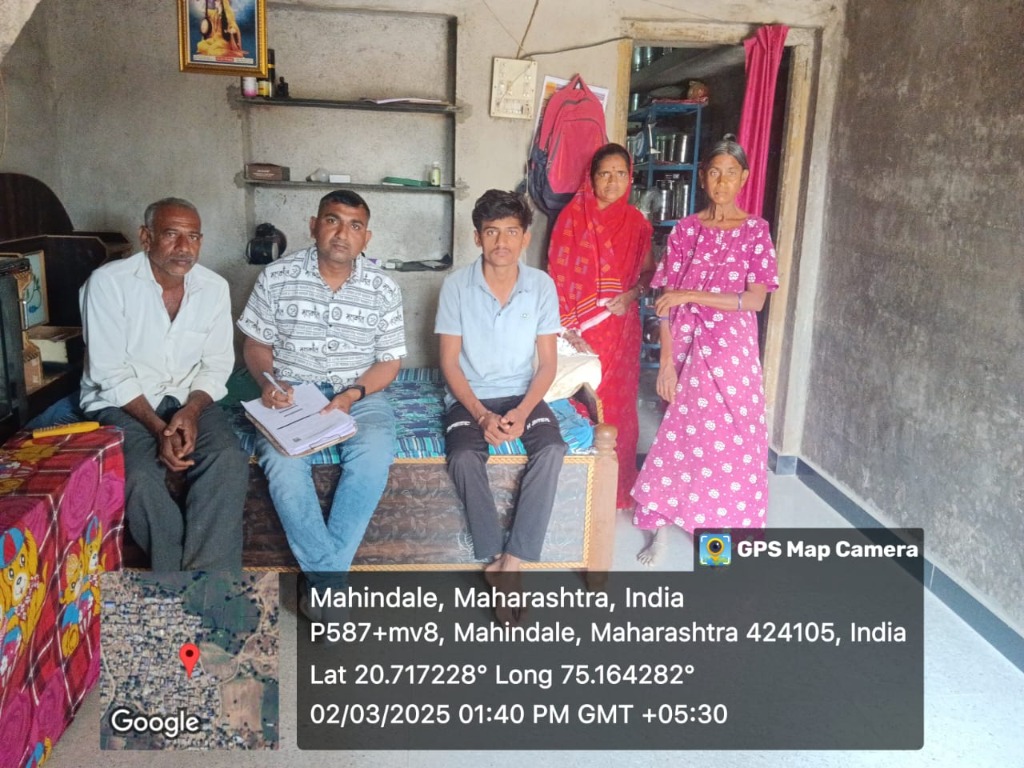 GPS Map Camera
Mahindale, Maharashtra, India
P587+mv8, Mahindale, Maharashtra 424105, India
Lat 20.717228° Long 75.164282°
02/03/2025 01:40 PM GMT +05:30
Google